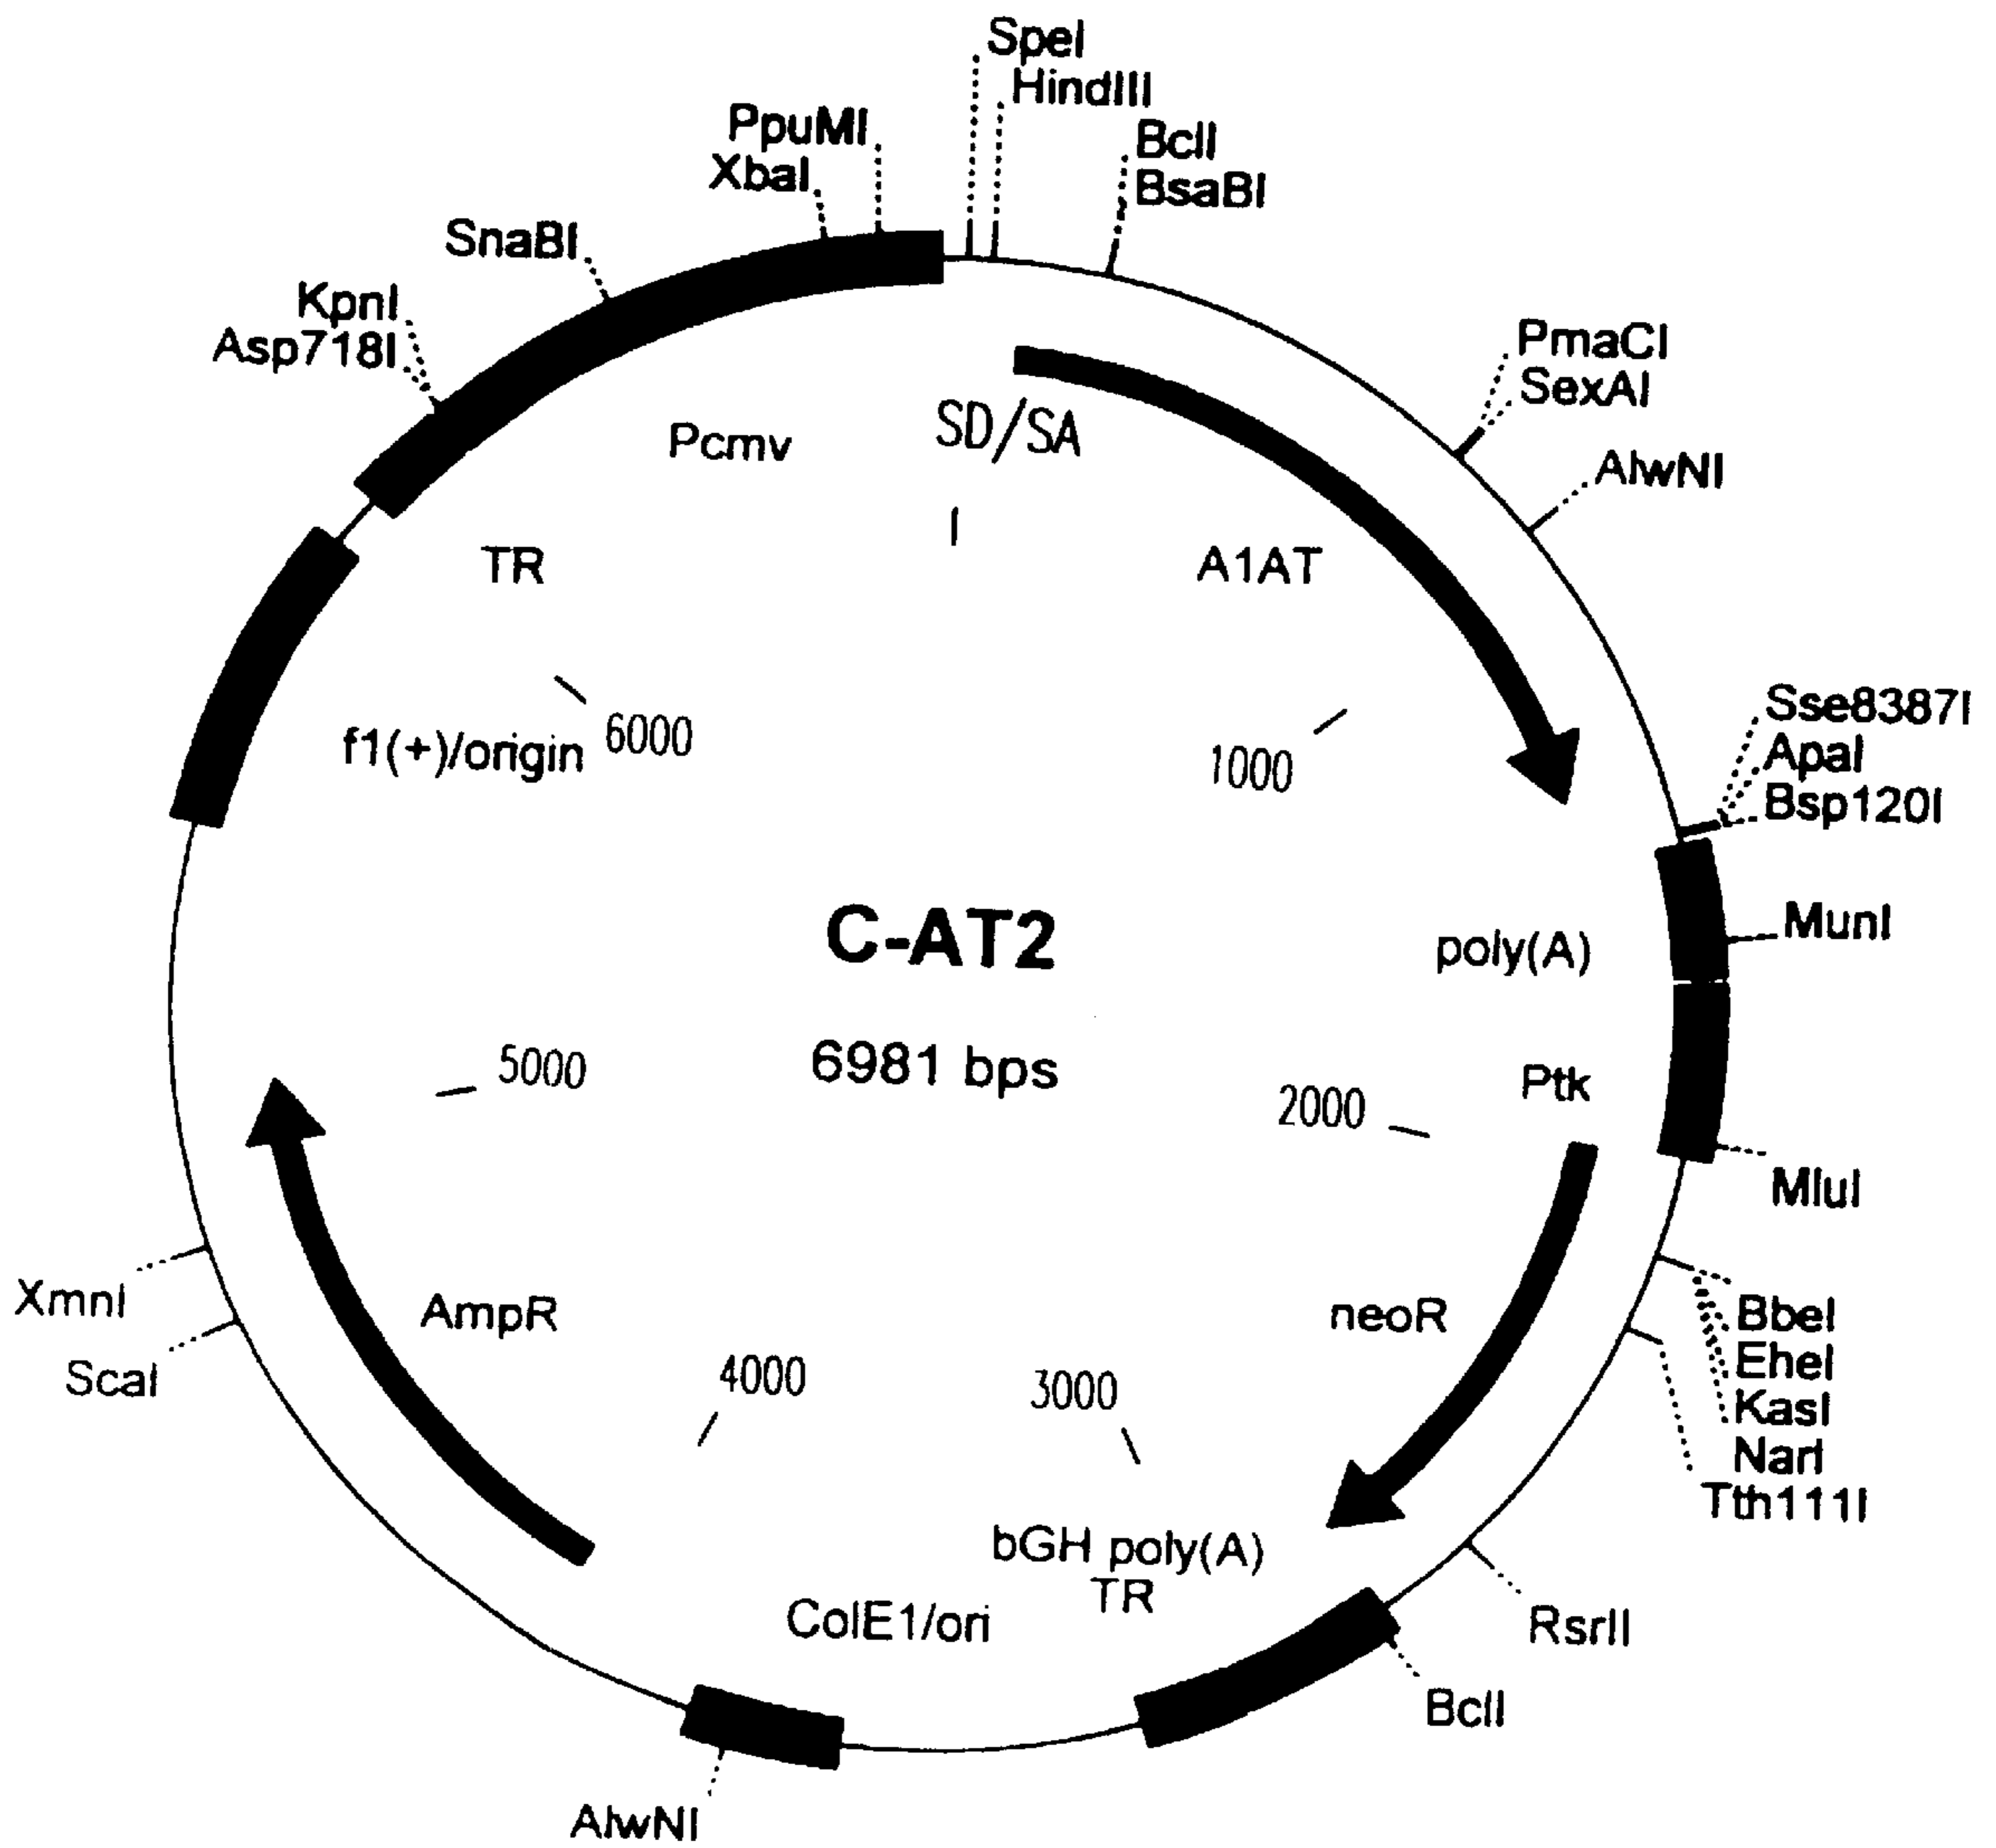 SpeI
HindIII
PpuMI
BclI
XbaI
BsaBI
SnaBI
KpnI
Asp718I
PmaCI
SexAI
SD/SA
Pcmv
AlwNI
TR
A1AT
Sse8387I
f1(+)/origin
6000
ApaI
1000
Bsp120I
MunI
C-AT2
poly(A)
5000
6981 bps
Ptk
2000
MluI
XmnI
AmpR
neoR
BbeI
EheI
ScaI
4000
3000
KasI
NarI
Tth111I
bGH poly(A)
TR
ColE1/ori
RsrII
BclI
AlwNI